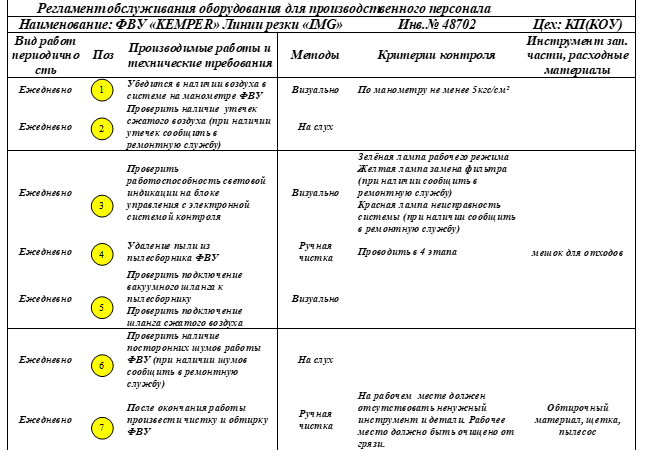 Регламент обслуживания оборудования для производственного персонала
Наименование: ФВУ «KEMPER» Линии резки «IMG» Инв.№ 48702 Цех: КП(КОУ)
Вид работ периодично сть
Поз
Производимые работы и технические требования
Методы
Критерии контроля
Инструмент зап. части, расходные материалы
Ежедневно
1
Убедится в наличии воздуха в
системе на манометре ФВУ
Визуально
По манометру не менее 5кгс/см²
Ежедневно
2
Проверить наличие утечек
сжатого воздуха (при наличии
утечек сообщить в
ремонтную службу)
На слух
Ежедневно
3
Проверить
работоспособность световой
индикации на блоке
управления с электронной
системой контроля
Визуально
Зелёная лампа рабочего режима
Желтая лампа замена фильтра
(при наличии сообщить в
ремонтную службу)
Красная лампа неисправность
системы (при наличии сообщить
в ремонтную службу)
Ежедневно
4
Удаление пыли из
пылесборника ФВУ
Ручная
чистка
Проводить в 4 этапа
мешок для отходов
Ежедневно
5
Проверить подключение
вакуумного шланга к
пылесборнику
Проверить подключение
шланга сжатого воздуха
Визуально
Ежедневно
6
Проверить наличие
посторонних шумов работы
ФВУ (при наличии шумов
сообщить в ремонтную
службу)
На слух
Ежедневно
7
После окончания работы
произвести чистку и обтирку
ФВУ
Ручная
чистка
На рабочем месте должен
отсутствовать ненужный
инструмент и детали. Рабочее
место должно быть очищено от
грязи.
Обтирочный
материал, щетка,
пылесос